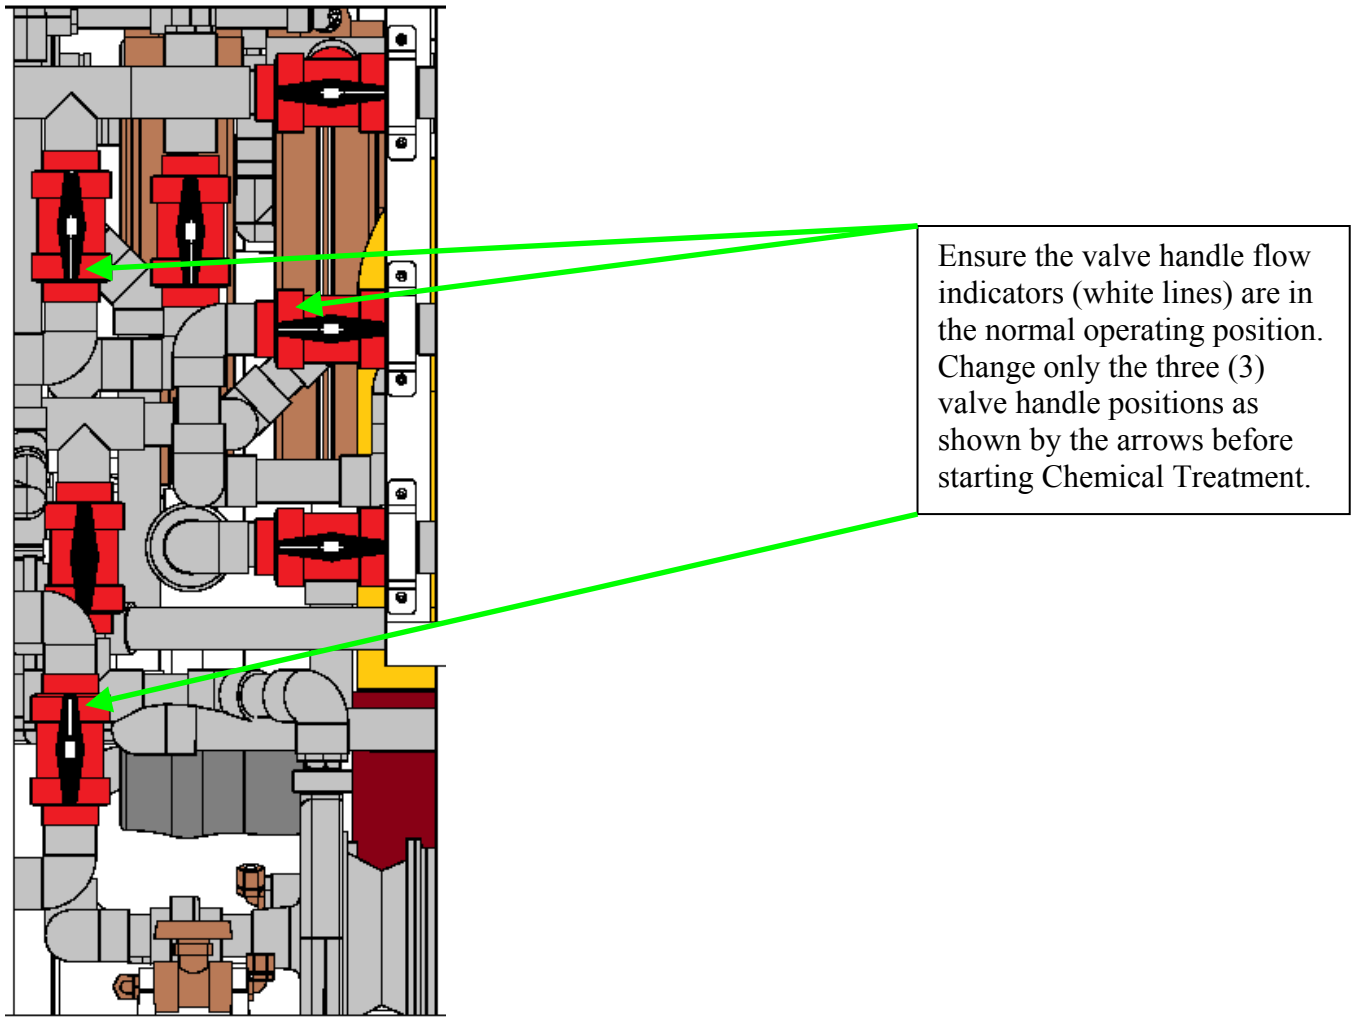 Ensure the valve handle flow
indicators (white lines) are in
the normal operating position.
Change only the three (3)
valve handle positions as
shown by the arrows before
starting Chemical Treatment.